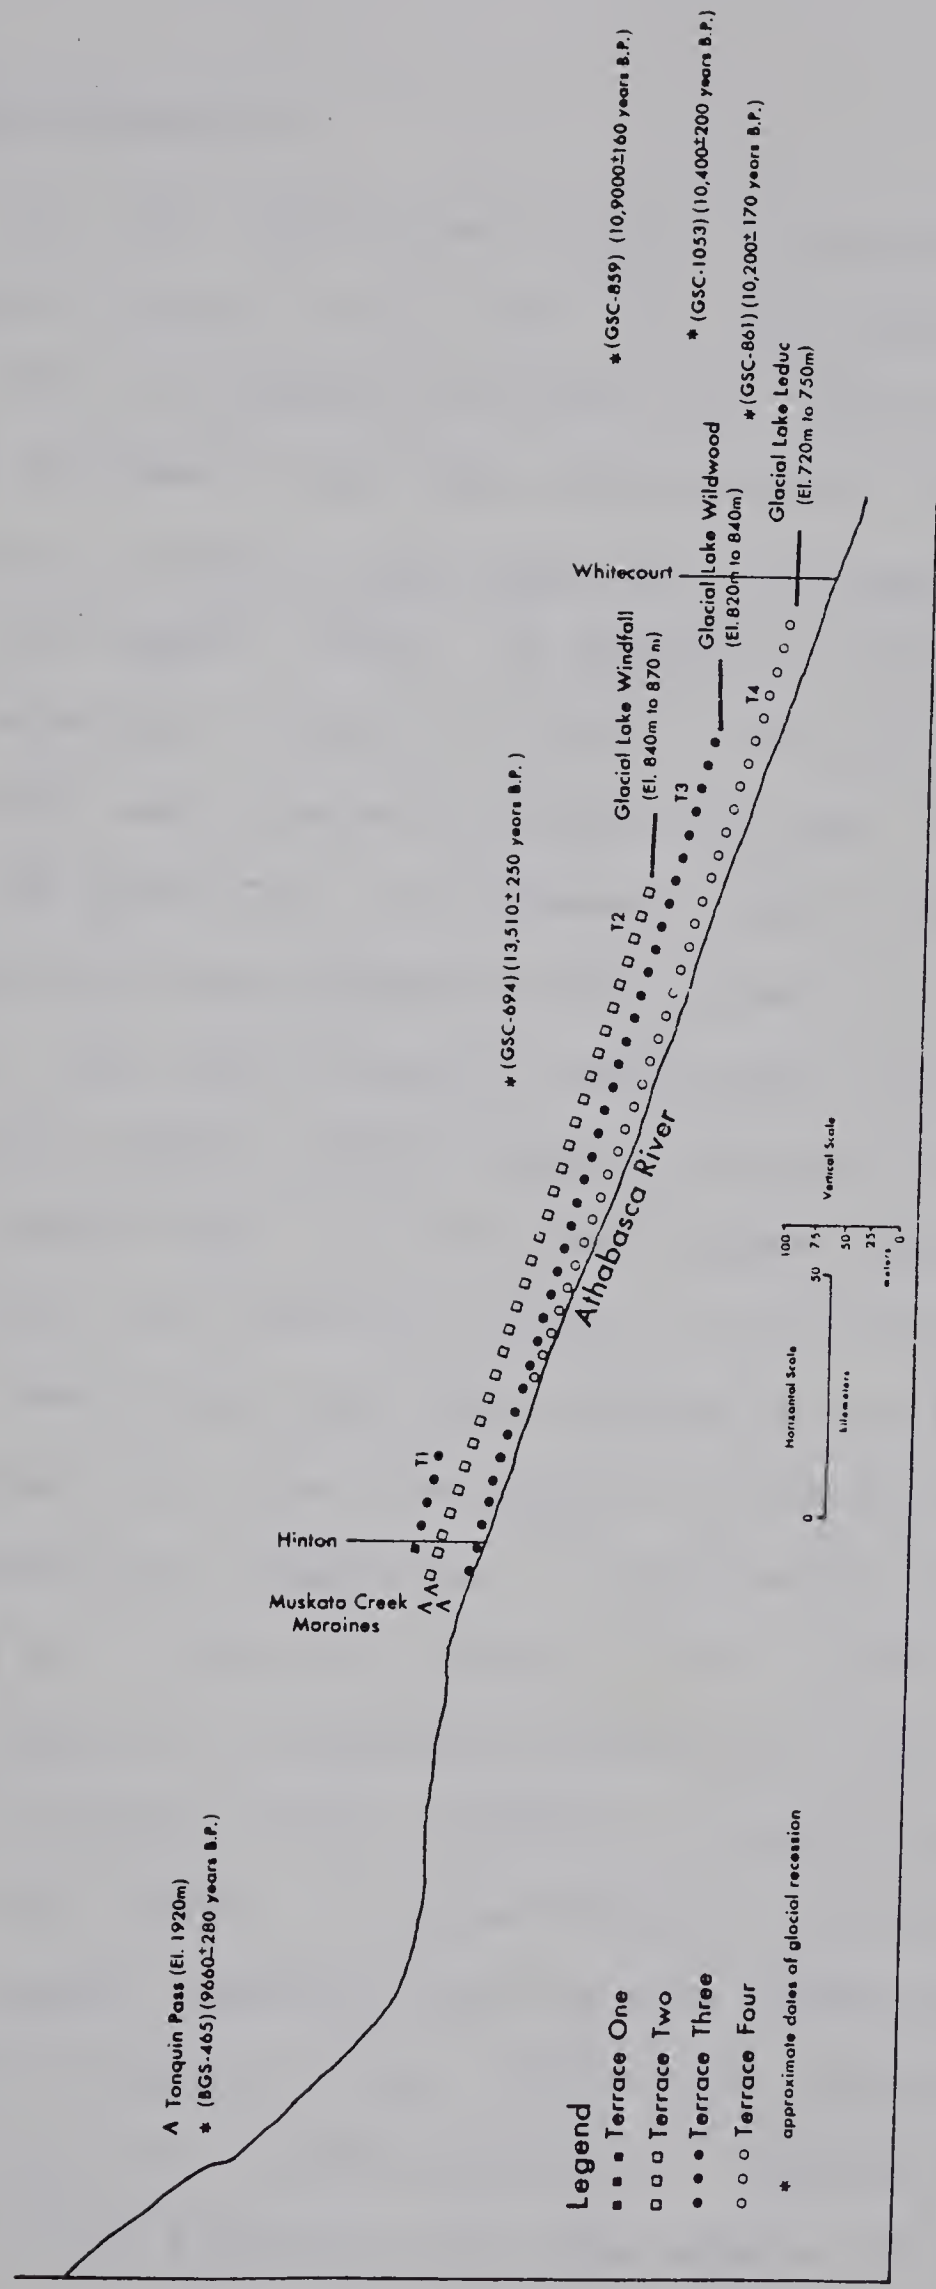 Λ Tonquin Pass (El. 1920m)
* (BGS-465) (9660±280 years B.P.)
Muskato Creek
Moraines
Hinton
T1
* (GSC-694) (13,510±250 years B.P.)
T2
Glacial Lake Windfall
(El. 840m to 870 m)
* (GSC-859) (10,9000±160 years B.P.)
Whitecourt
T3
Glacial Lake Wildwood
(El. 820m to 840m)
* (GSC-1053) (10,400±200 years B.P.)
T4
Glacial Lake Leduc
(El. 720m to 750m)
* (GSC-861) (10,200±170 years B.P.)
Athabasca River
Legend
Terrace One
Terrace Two
Terrace Three
Terrace Four
* approximate dates of glacial recession
Horizontal Scale
0 50
kilometers
100
75
50
25
0
meters
Vertical Scale